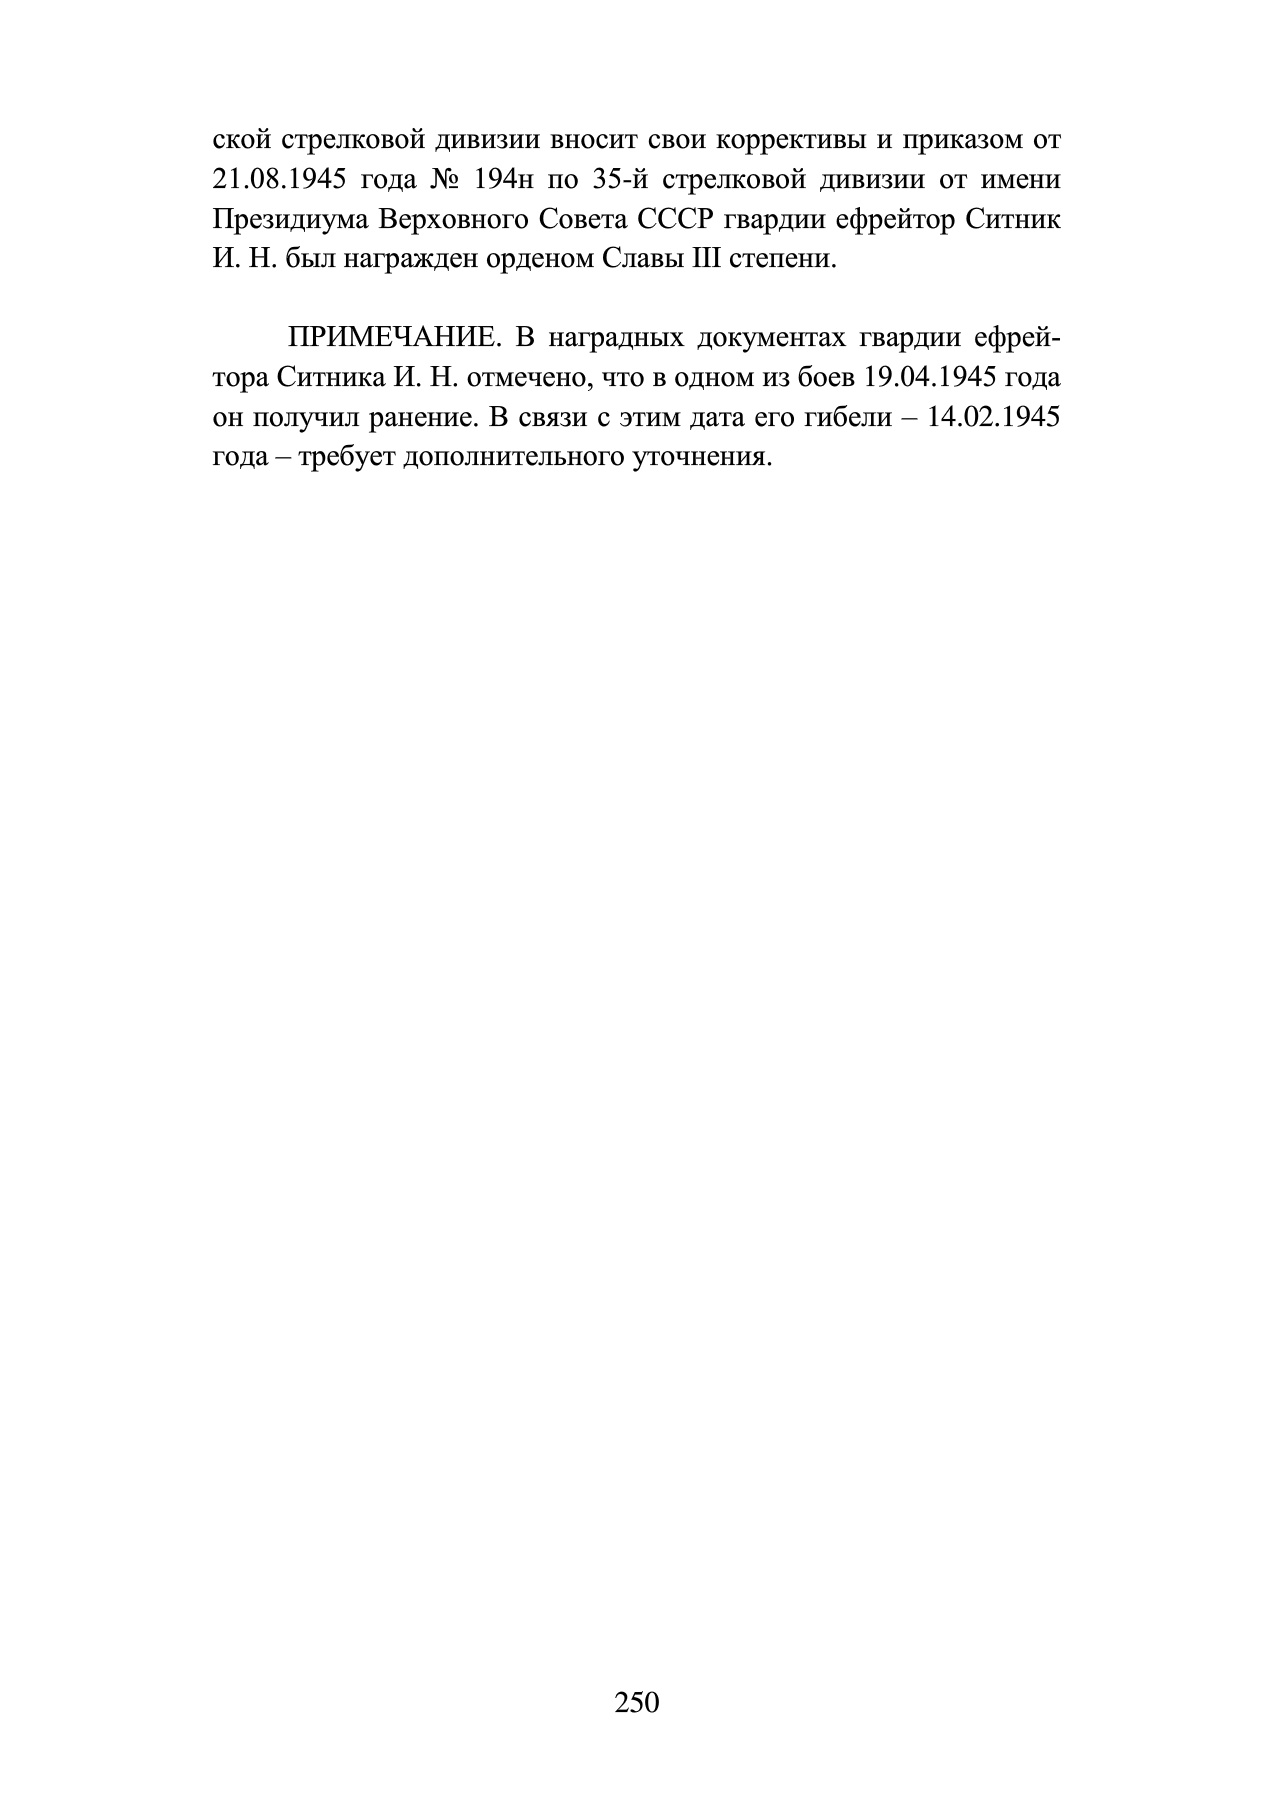 ской стрелковой дивизии вносит свои коррективы и приказом от
21.08.1945 года № 194н по 35-й стрелковой дивизии от имени
Президиума Верховного Совета СССР гвардии ефрейтор Ситник
И. Н. был награжден орденом Славы III степени.
ПРИМЕЧАНИЕ. В наградных документах гвардии ефрей-
тора Ситника И. Н. отмечено, что в одном из боев 19.04.1945 года
он получил ранение. В связи с этим дата его гибели – 14.02.1945
года – требует дополнительного уточнения.
250